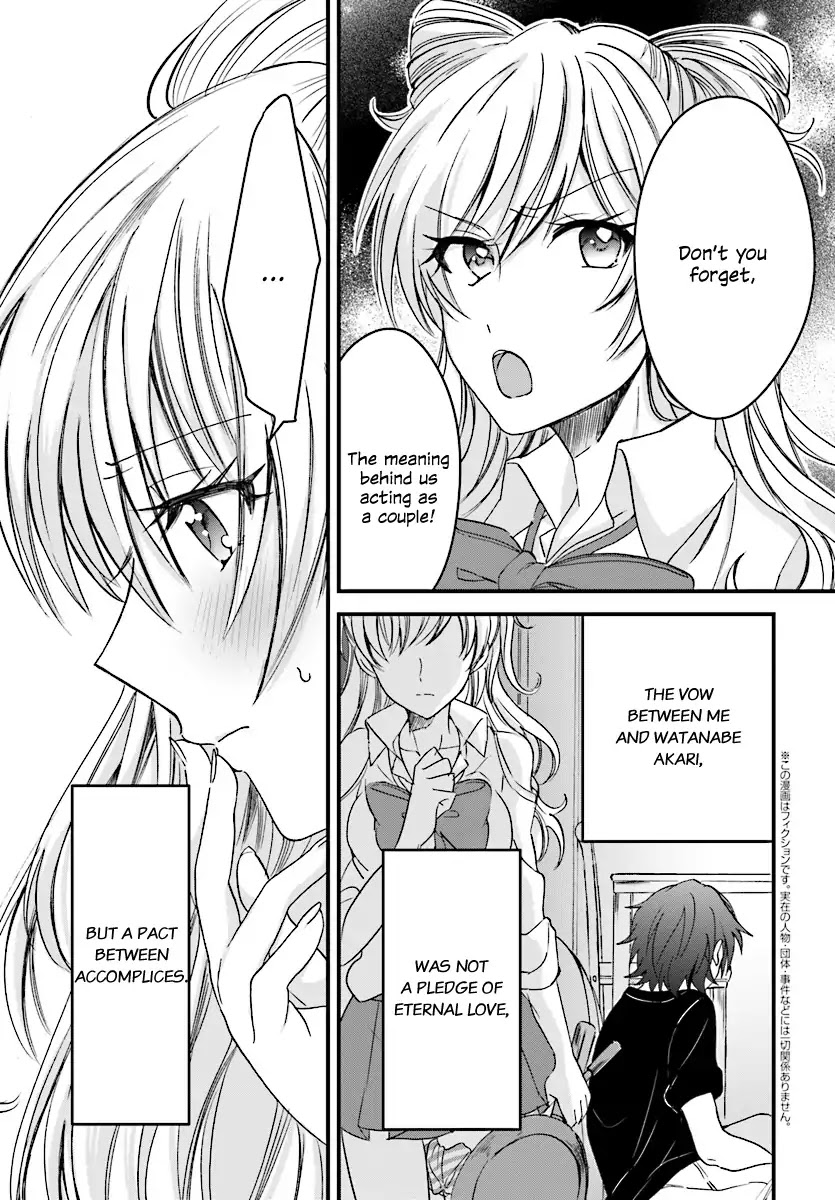 Don't you
forget,
The meaning
behind us
acting as
a couple!
THE VOW
BETWEEN ME
AND WATANABE
AKARI,
WAS NOT
A PLEDGE OF
ETERNAL LOVE,
...
BUT A PACT
BETWEEN
ACCOMPLICES.
※この漫画はフィクションです。実在の人物・団体・事件などには一切関係ありません。